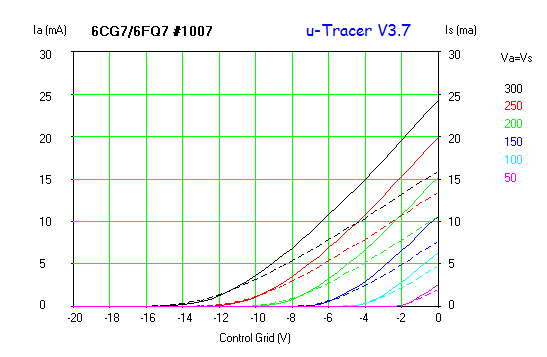 Ia (mA) 6CG7/6FQ7 #1007 u-Tracer V3.7 Is (ma)
Va=Vs
30 30
300
25 250 25
200
20 150 20
100
15 50 15
10 10
5 5
0 0
-20 -18 -16 -14 -12 -10 -8 -6 -4 -2 0
Control Grid (V)